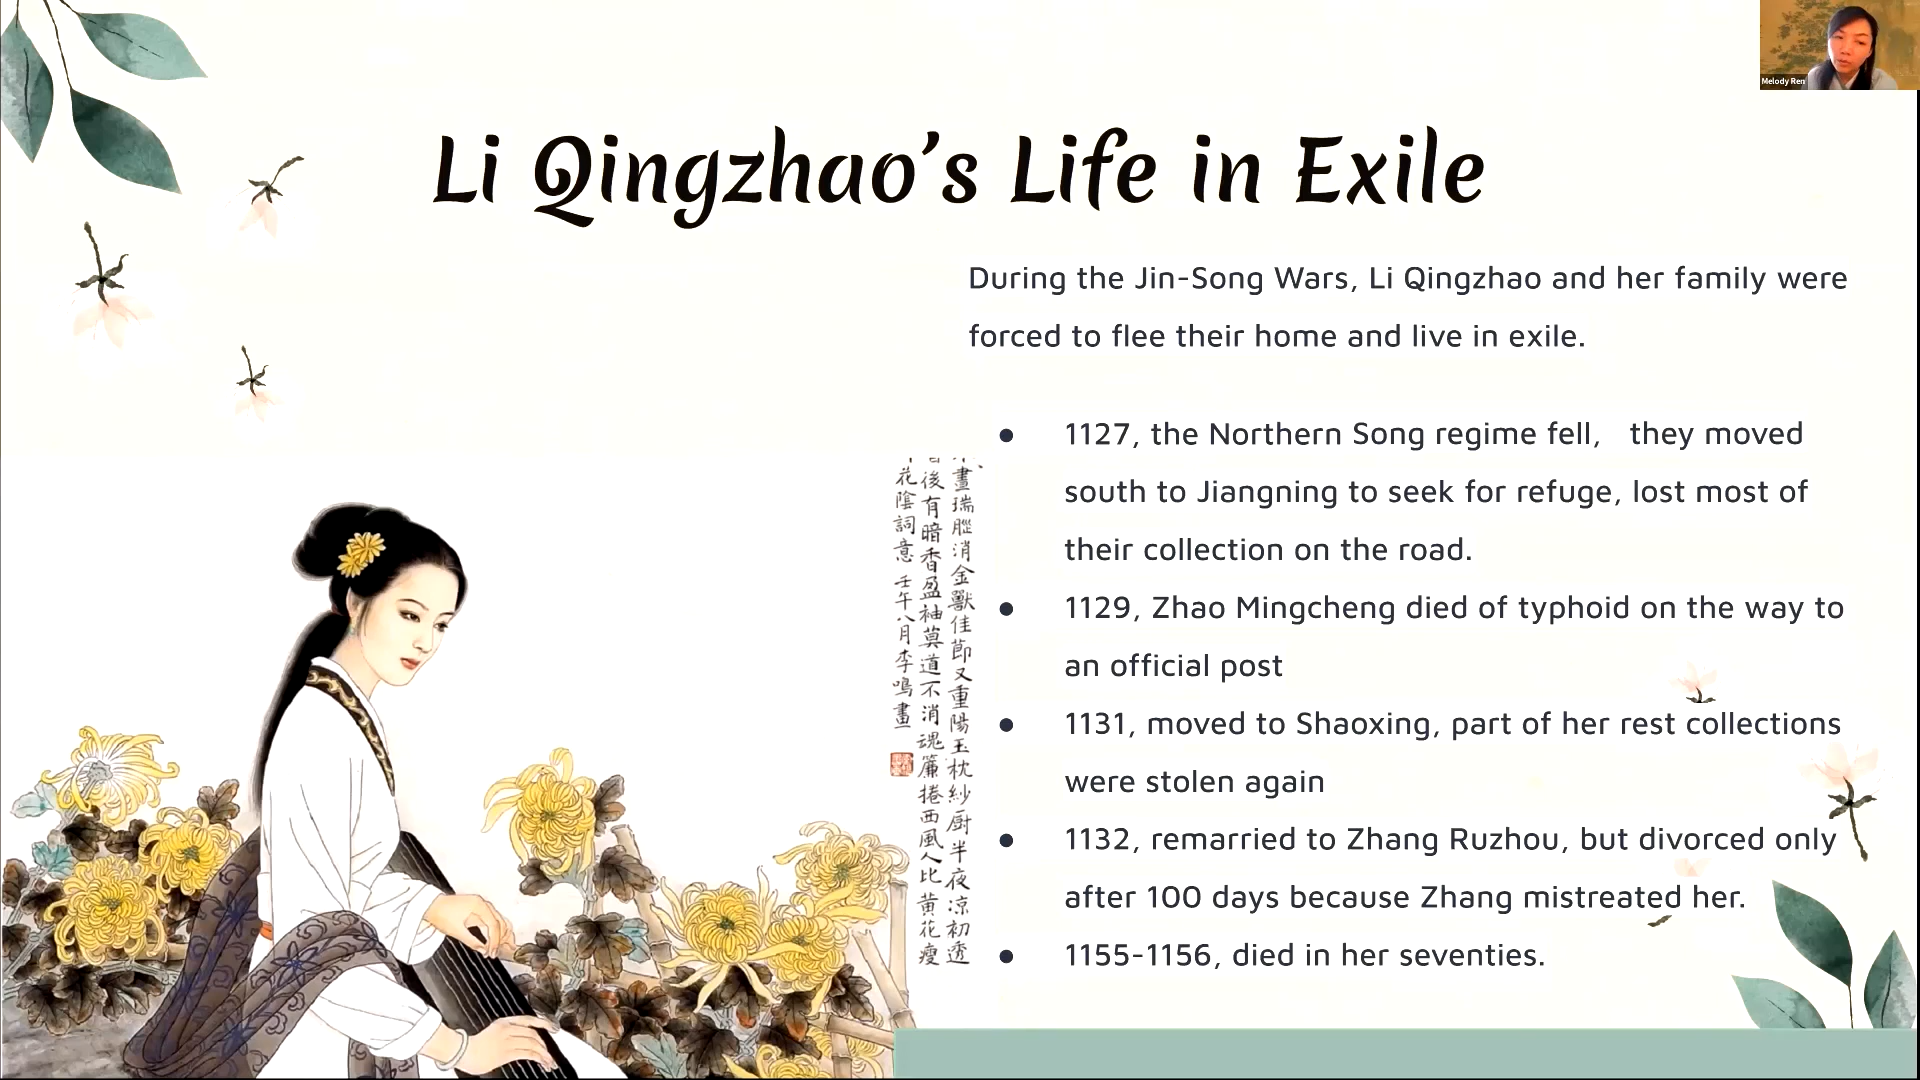 Melody Ren
Li Qingzhao’s Life in Exile
During the Jin-Song Wars, Li Qingzhao and her family were
forced to flee their home and live in exile.
● 1127, the Northern Song regime fell, they moved
south to Jiangning to seek for refuge, lost most of
their collection on the road.
● 1129, Zhao Mingcheng died of typhoid on the way to
an official post
● 1131, moved to Shaoxing, part of her rest collections
were stolen again
● 1132, remarried to Zhang Ruzhou, but divorced only
after 100 days because Zhang mistreated her.
● 1155-1156, died in her seventies.
晝瑞腦消金獸佳節又重陽玉枕紗厨半夜凉初透
後有暗香盈袖莫道不消魂簾捲西風人比黃花瘦
花陰詞意 壬午八月李鳴畫